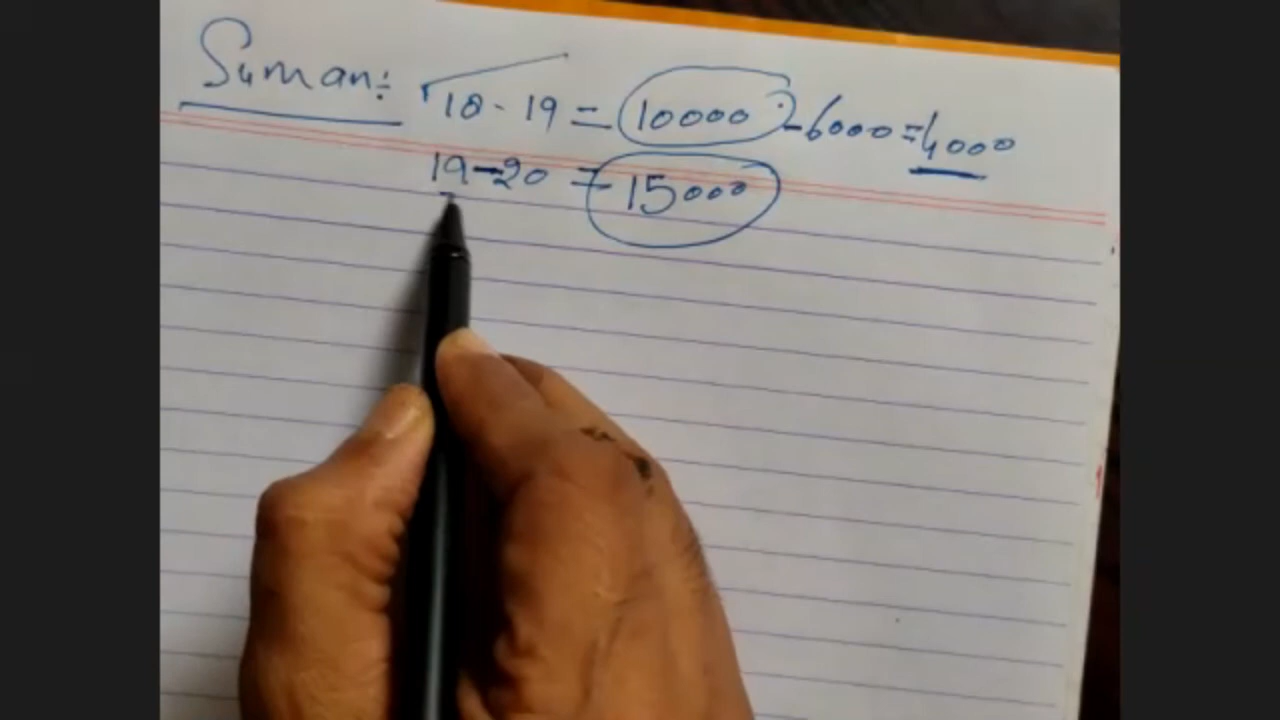 Suman:
18-19 = 10000 - 6000 = 4000
19-20 = 15000